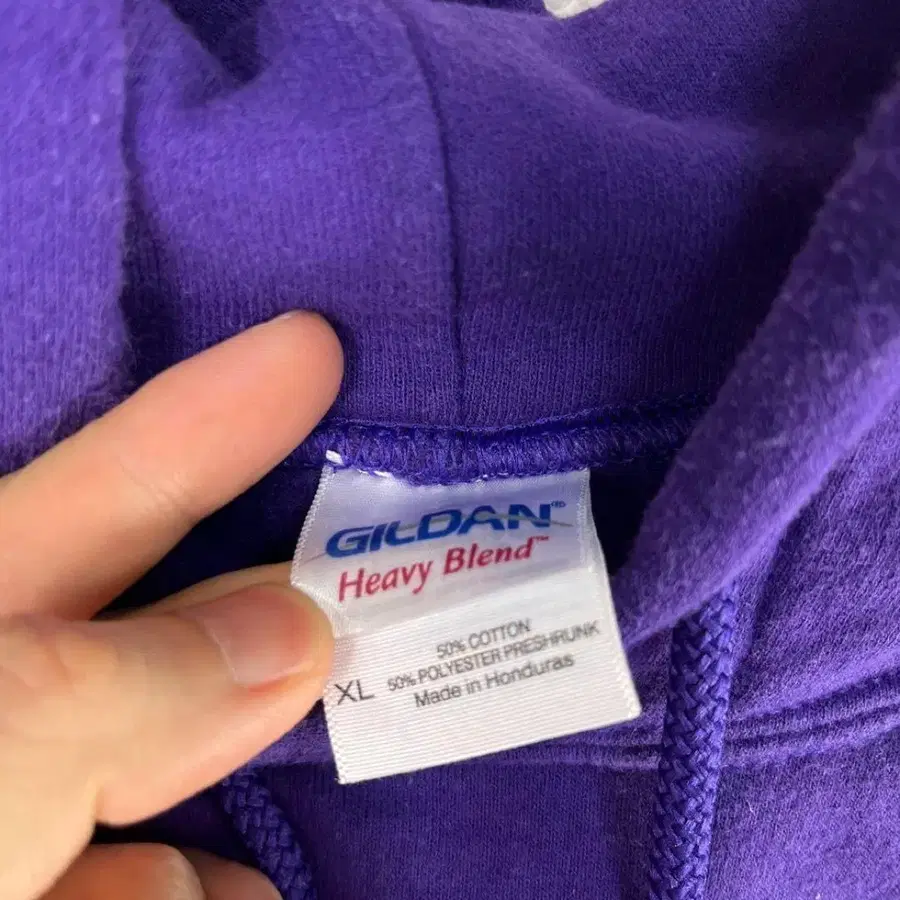 GILDAN®
Heavy Blend™
50% COTTON
XL 50% POLYESTER PRESHRUNK
Made in Honduras